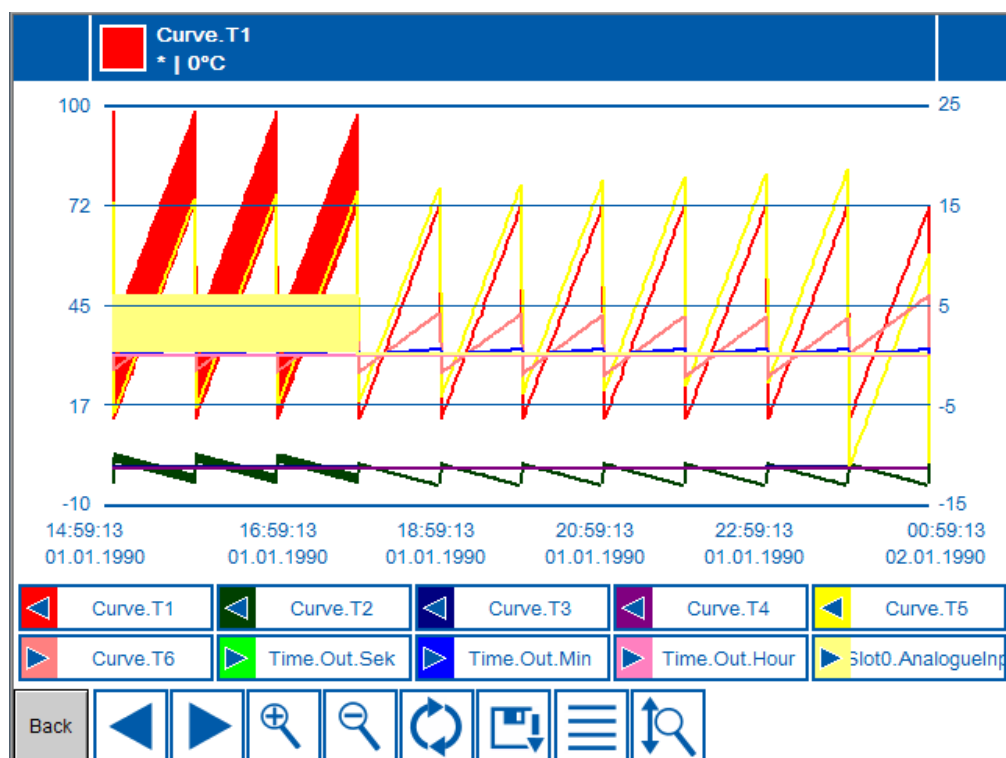 Curve.T1
* | 0°C
100
25
72
15
45
5
17
-5
-10
-15
14:59:13 16:59:13 18:59:13 20:59:13 22:59:13 00:59:13
01.01.1990 01.01.1990 01.01.1990 01.01.1990 01.01.1990 02.01.1990
Curve.T1 Curve.T2 Curve.T3 Curve.T4 Curve.T5
Curve.T6 Time.Out.Sek Time.Out.Min Time.Out.Hour Slot0.AnalogueInp
Back